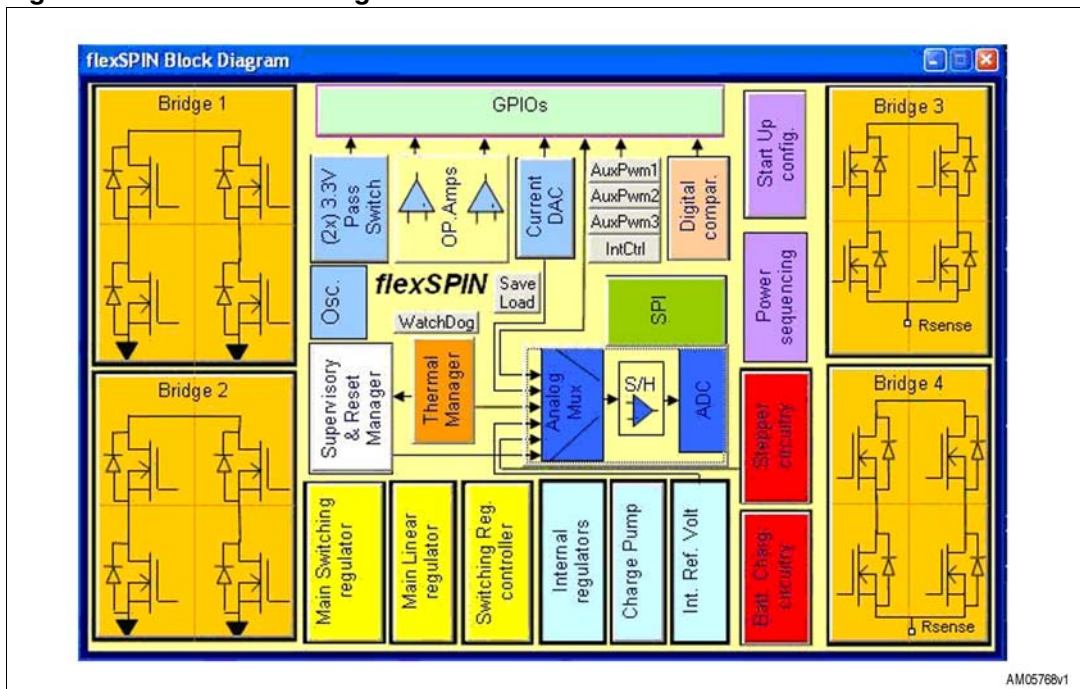 flexSPIN Block Diagram
Bridge 1
GPIOs
Bridge 3
Start Up
config.
(2x) 3.3V
Pass
Switch
OP.Amps
Current
DAC
AuxPwm1
AuxPwm2
AuxPwm3
IntCtrl
Digital
compar.
Osc.
flexSPIN
Save
Load
WatchDog
SPI
Power
sequencing
Rsense
Bridge 2
Supervisory
& Reset
Manager
Thermal
Manager
Analog
Mux
S/H
ADC
Stepper
circuitry
Bridge 4
Main Switching
regulator
Main Linear
regulator
Switching Reg.
controller
Internal
regulators
Charge Pump
Int. Ref. Volt
Batt. Charg.
circuitry
Rsense
AM05768v1